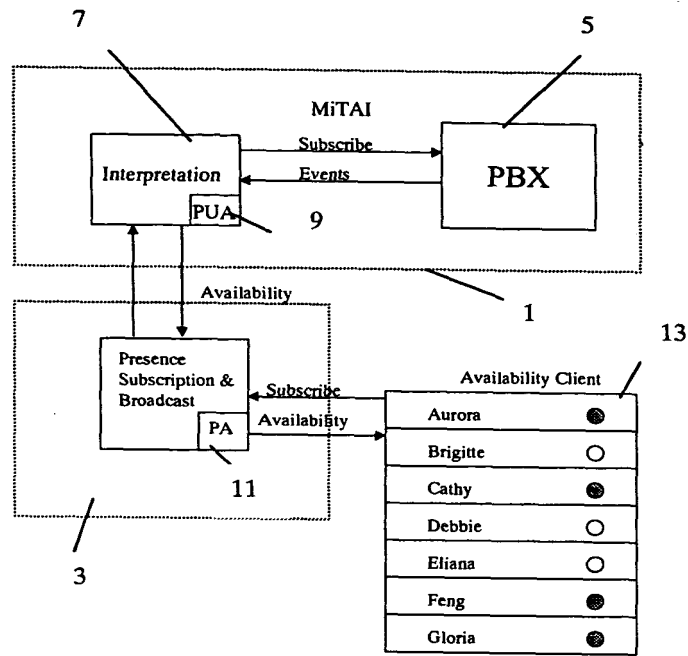 7
5
MiTAI
Subscribe
Interpretation
Events
PBX
PUA
9
Availability
1
13
Presence
Subscription &
Broadcast
Availability Client
Subscribe
Aurora
PA
Availability
Brigitte
11
Cathy
Debbie
3
Eliana
Feng
Gloria